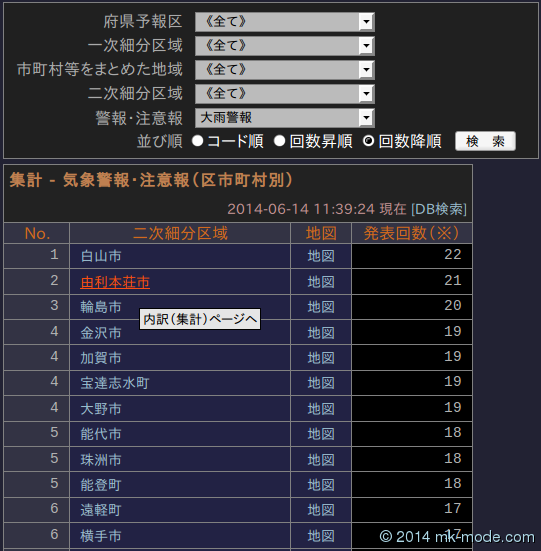 府県予報区 《全て》
一次細分区域 《全て》
市町村等をまとめた地域 《全て》
二次細分区域 《全て》
警報・注意報 大雨警報
並び順 コード順 回数昇順 回数降順 検 索
集計 - 気象警報・注意報（区市町村別）
2014-06-14 11:39:24 現在 [DB検索]
No. 二次細分区域 地図 発表回数（※）
1 白山市 地図 22
2 由利本荘市 地図 21
3 輪島市 地図 20
内訳（集計）ページへ
4 金沢市 地図 19
4 加賀市 地図 19
4 宝達志水町 地図 19
4 大野市 地図 19
5 能代市 地図 18
5 珠洲市 地図 18
5 能登町 地図 18
6 遠軽町 地図 17
6 横手市 地図 17
© 2014 mk-mode.com